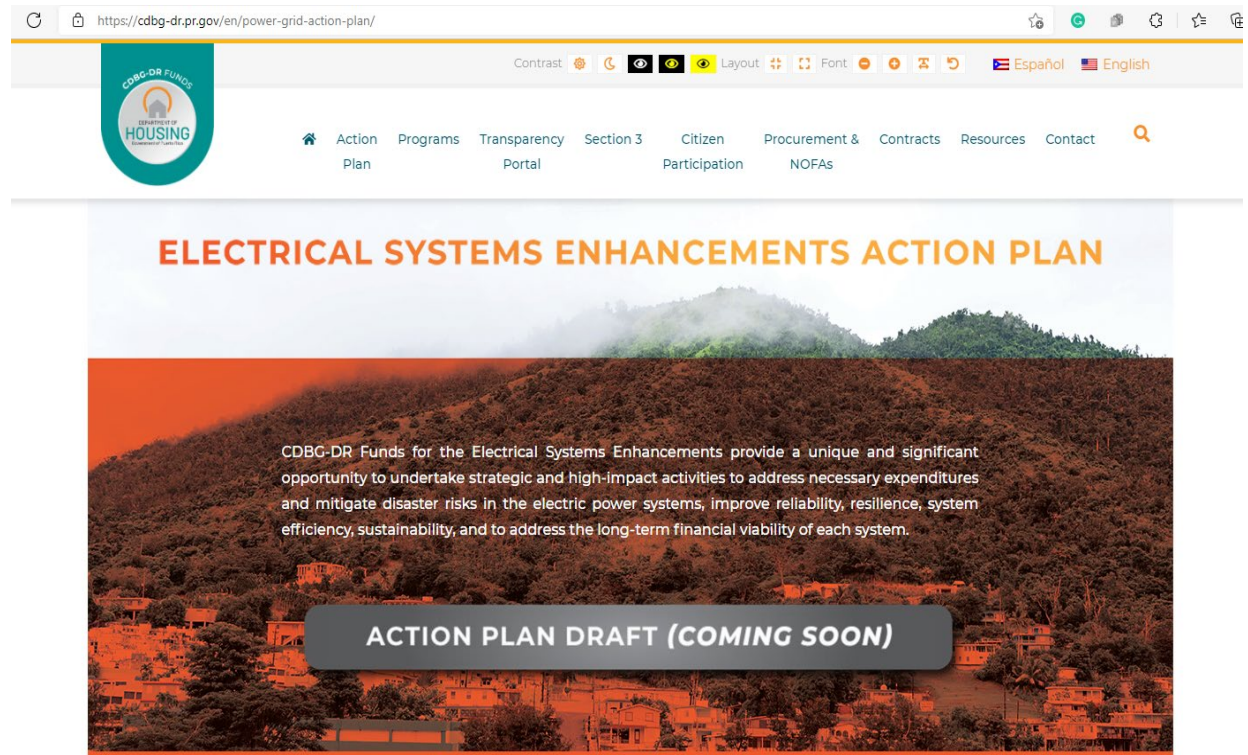 https://cdbg-dr.pr.gov/en/power-grid-action-plan/
Contrast Layout Font Español English
CDBG-DR FUNDS
DEPARTMENT OF
HOUSING
Action Plan
Programs
Transparency Portal
Section 3
Citizen Participation
Procurement & NOFAs
Contracts
Resources
Contact
ELECTRICAL SYSTEMS ENHANCEMENTS ACTION PLAN
CDBG-DR Funds for the Electrical Systems Enhancements provide a unique and significant
opportunity to undertake strategic and high-impact activities to address necessary expenditures
and mitigate disaster risks in the electric power systems, improve reliability, resilience, system
efficiency, sustainability, and to address the long-term financial viability of each system.
ACTION PLAN DRAFT (COMING SOON)